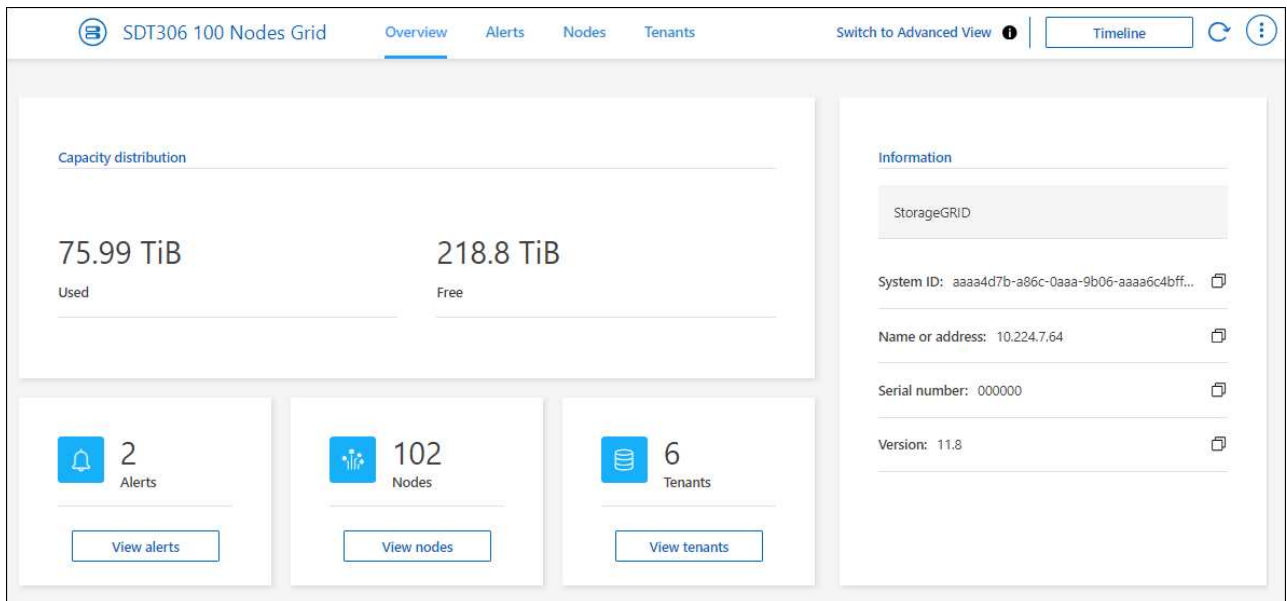 SDT306 100 Nodes Grid Overview Alerts Nodes Tenants Switch to Advanced View Timeline
Capacity distribution
75.99 TiB
Used
218.8 TiB
Free
2
Alerts
View alerts
102
Nodes
View nodes
6
Tenants
View tenants
Information
StorageGRID
System ID: aaaa4d7b-a86c-0aaa-9b06-aaaa6c4bff...
Name or address: 10.224.7.64
Serial number: 000000
Version: 11.8